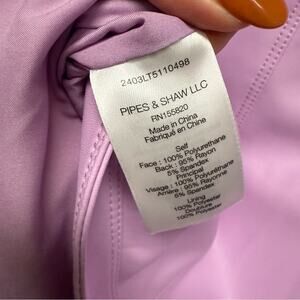 2403LT5110498
PIPES & SHAW LLC
RN155820
Made in China
Fabriqué en Chine
Self
Face : 100% Polyurethane
Back : 95% Rayon
5% Spandex
Principal
Visage : 100% Polyurethane
Arrière : 95% Rayonne
5% Spandex
Lining
100% Polyester
Doublure
100% Polyester